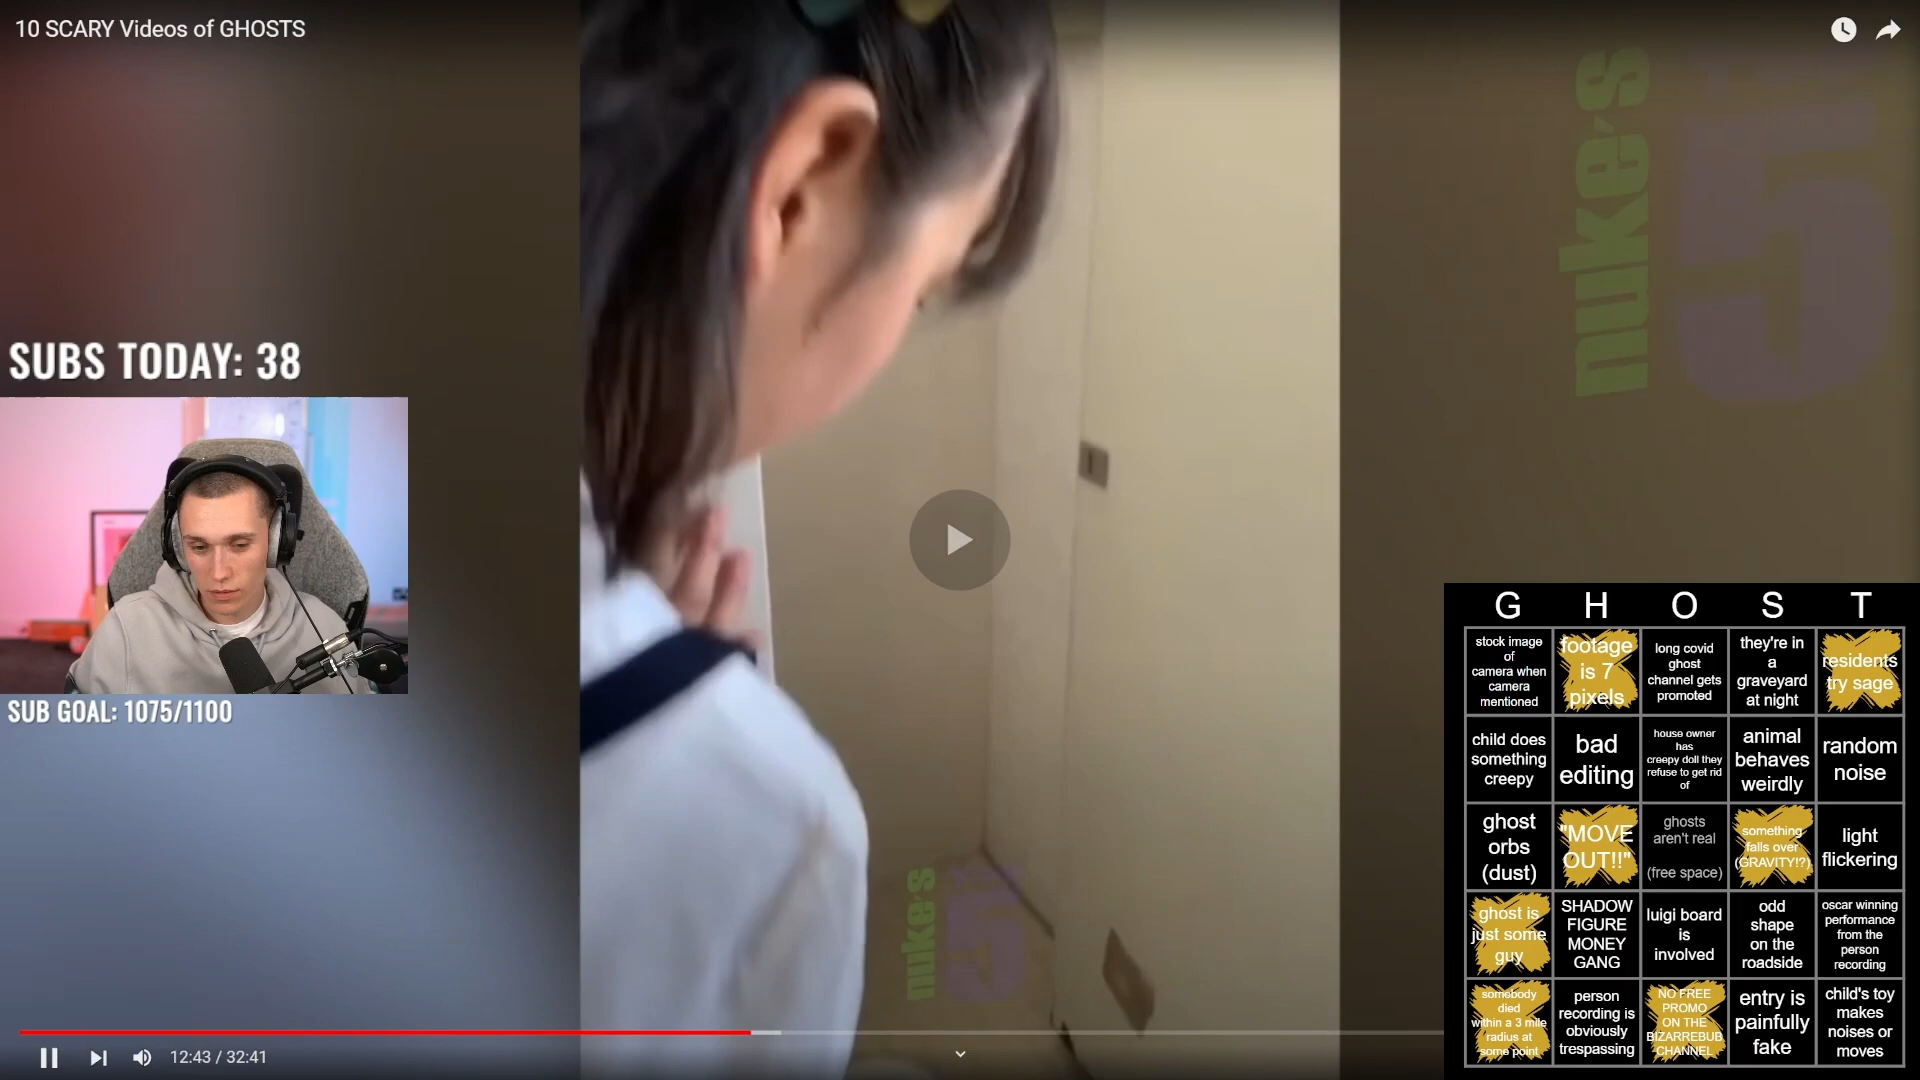 10 SCARY Videos of GHOSTS
nuke's
5
SUBS TODAY: 38
SUB GOAL: 1075/1100
nuke's
5
12:43 / 32:41
G H O S T
stock image
of
camera when
camera
mentioned
footage
is 7
pixels
long covid
ghost
channel gets
promoted
they're in
a
graveyard
at night
residents
try sage
child does
something
creepy
bad
editing
house owner
has
creepy doll they
refuse to get rid
of
animal
behaves
weirdly
random
noise
ghost
orbs
(dust)
"MOVE
OUT!!"
ghosts
aren't real
(free space)
something
falls over
(GRAVITY!?)
light
flickering
ghost is
just some
guy
SHADOW
FIGURE
MONEY
GANG
luigi board
is
involved
odd
shape
on the
roadside
oscar winning
performance
from the
person
recording
somebody
died
within a 3 mile
radius at
some point
person
recording is
obviously
trespassing
NO FREE
PROMO
ON THE
BIZARREBUB
CHANNEL
entry is
painfully
fake
child's toy
makes
noises or
moves